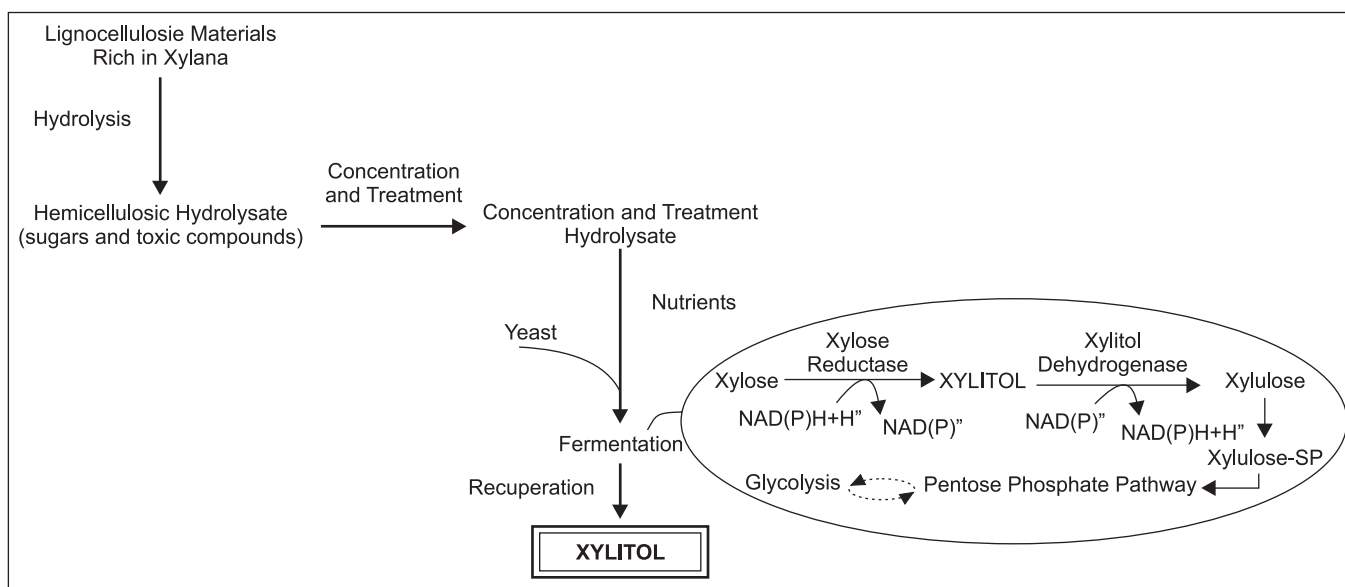 Lignocellulosie Materials
Rich in Xylana
Hydrolysis
Concentration
and Treatment
Hemicellulosic Hydrolysate
(sugars and toxic compounds)
Concentration and Treatment
Hydrolysate
Nutrients
Yeast
Fermentation
Recuperation
XYLITOL
Xylose
Reductase
Xylitol
Dehydrogenase
Xylose
XYLITOL
Xylulose
NAD(P)H+H”
NAD(P)”
NAD(P)”
NAD(P)H+H”
Xylulose-SP
Glycolysis
Pentose Phosphate Pathway